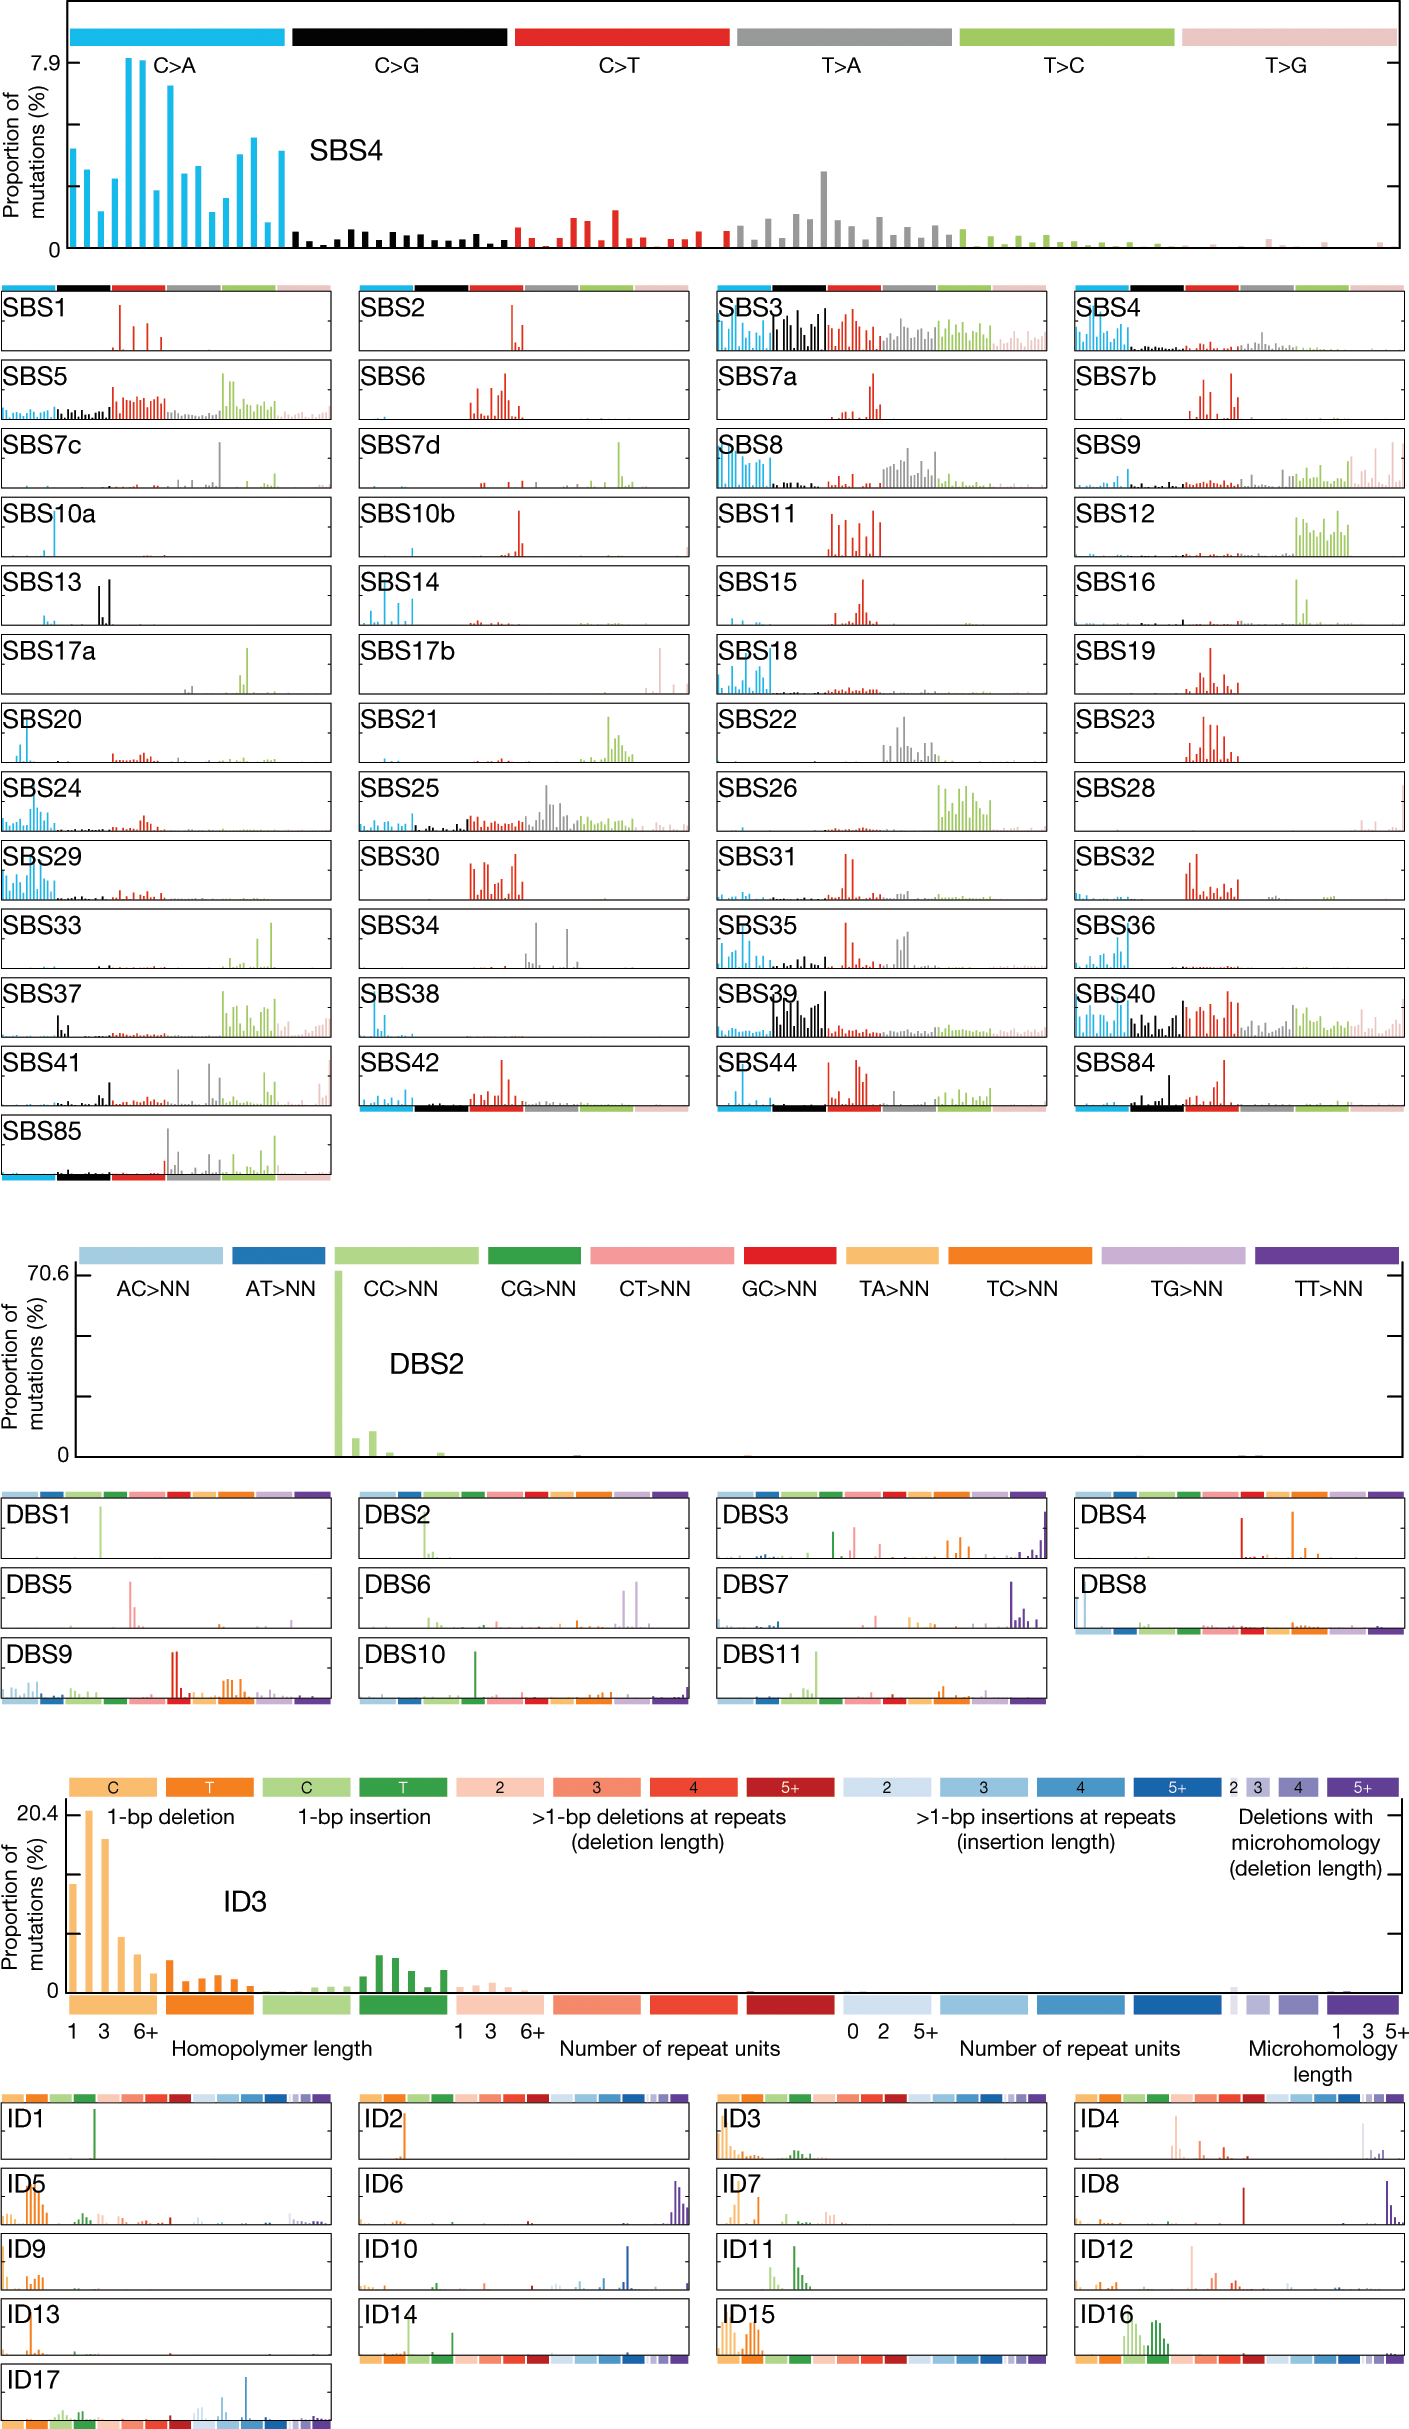 C>A C>G C>T T>A T>C T>G
7.9
Proportion of
mutations (%)
SBS4
0
SBS1 SBS2 SBS3 SBS4
SBS5 SBS6 SBS7a SBS7b
SBS7c SBS7d SBS8 SBS9
SBS10a SBS10b SBS11 SBS12
SBS13 SBS14 SBS15 SBS16
SBS17a SBS17b SBS18 SBS19
SBS20 SBS21 SBS22 SBS23
SBS24 SBS25 SBS26 SBS28
SBS29 SBS30 SBS31 SBS32
SBS33 SBS34 SBS35 SBS36
SBS37 SBS38 SBS39 SBS40
SBS41 SBS42 SBS44 SBS84
SBS85
70.6
AC>NN AT>NN CC>NN CG>NN CT>NN GC>NN TA>NN TC>NN TG>NN TT>NN
Proportion of
mutations (%)
DBS2
0
DBS1 DBS2 DBS3 DBS4
DBS5 DBS6 DBS7 DBS8
DBS9 DBS10 DBS11
C T C T 2 3 4 5+ 2 3 4 5+ 2 3 4 5+
20.4
1-bp deletion 1-bp insertion >1-bp deletions at repeats >1-bp insertions at repeats Deletions with
(deletion length) (insertion length) microhomology
(deletion length)
Proportion of
mutations (%)
ID3
0
1 3 6+ 1 3 6+ 0 2 5+ 1 3 5+
Homopolymer length Number of repeat units Number of repeat units Microhomology
length
ID1 ID2 ID3 ID4
ID5 ID6 ID7 ID8
ID9 ID10 ID11 ID12
ID13 ID14 ID15 ID16
ID17